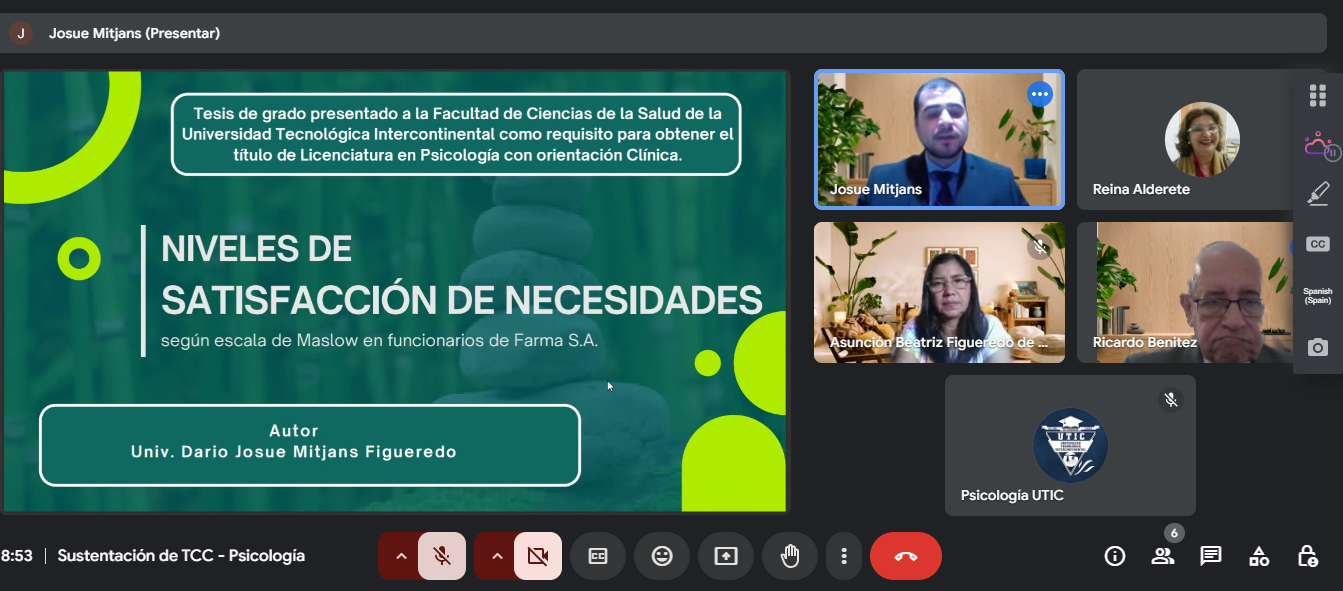 J
Josue Mitjans (Presentar)
Tesis de grado presentado a la Facultad de Ciencias de la Salud de la
Universidad Tecnológica Intercontinental como requisito para obtener el
título de Licenciatura en Psicología con orientación Clínica.
NIVELES DE
SATISFACCIÓN DE NECESIDADES
según escala de Maslow en funcionarios de Farma S.A.
Autor
Univ. Dario Josue Mitjans Figueredo
Josue Mitjans
Reina Alderete
Asunción Beatriz Figueredo de ...
Ricardo Benitez
UTIC
Psicología UTIC
CC
Spanish
(Spain)
8:53
Sustentación de TCC - Psicología
CC
6